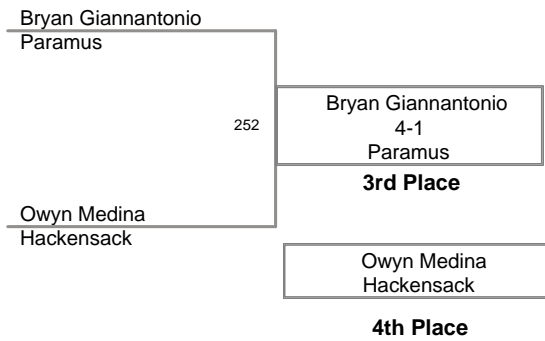 Bryan Giannantonio
Paramus
252
Bryan Giannantonio
4-1
Paramus
3rd Place
Owyn Medina
Hackensack
Owyn Medina
Hackensack
4th Place